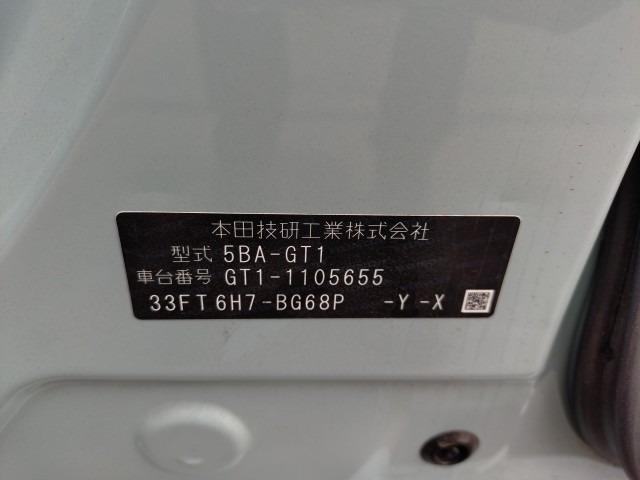 本田技研工業株式会社
型式 5BA-GT1
車台番号 GT1-1105655
33FT6H7-BG68P -Y -X